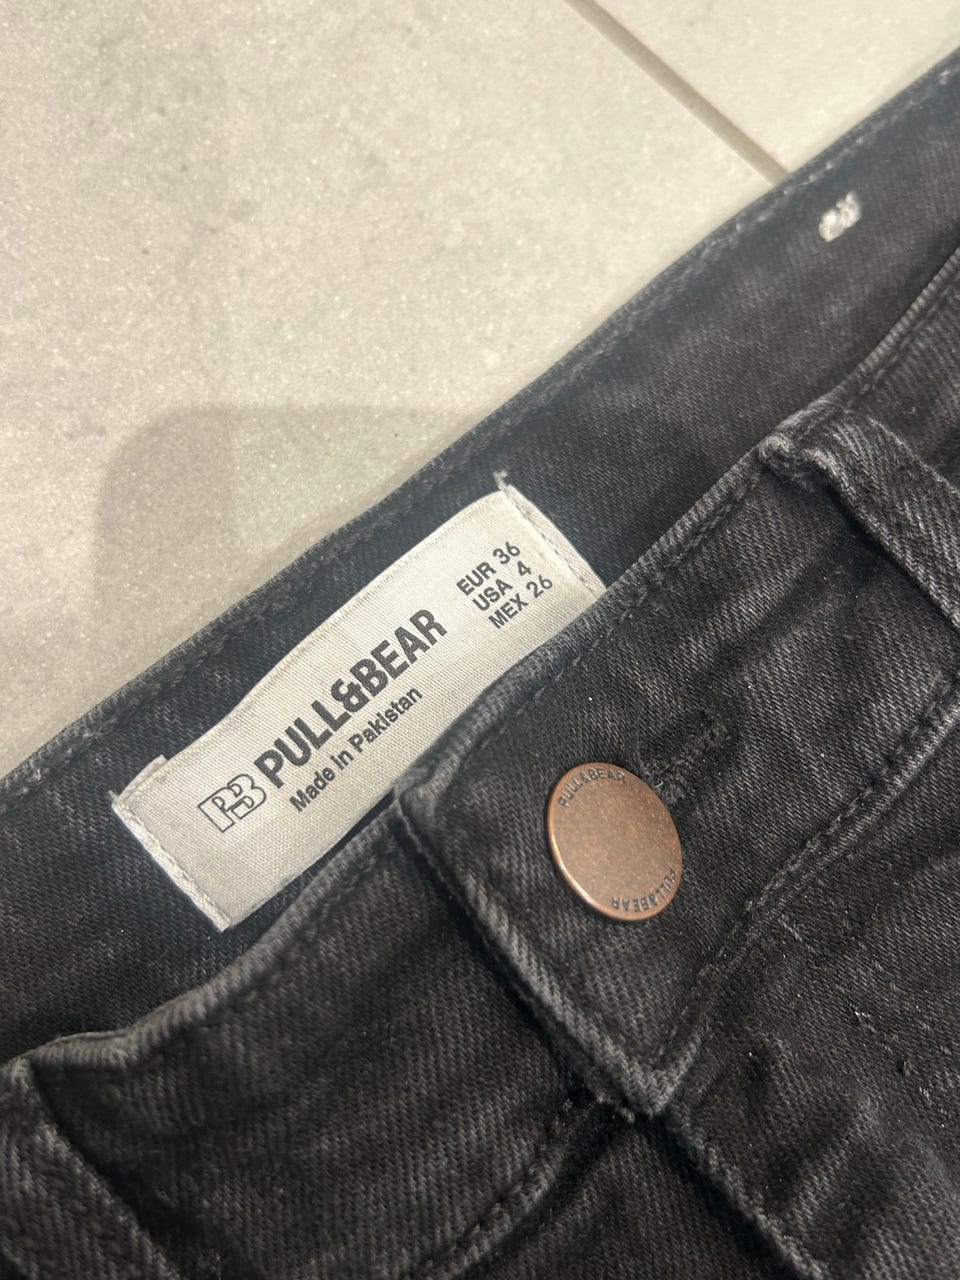 EUR 36
USA 4
MEX 26
PB PULL&BEAR
Made in Pakistan
PULL&BEAR
PULL&BEAR